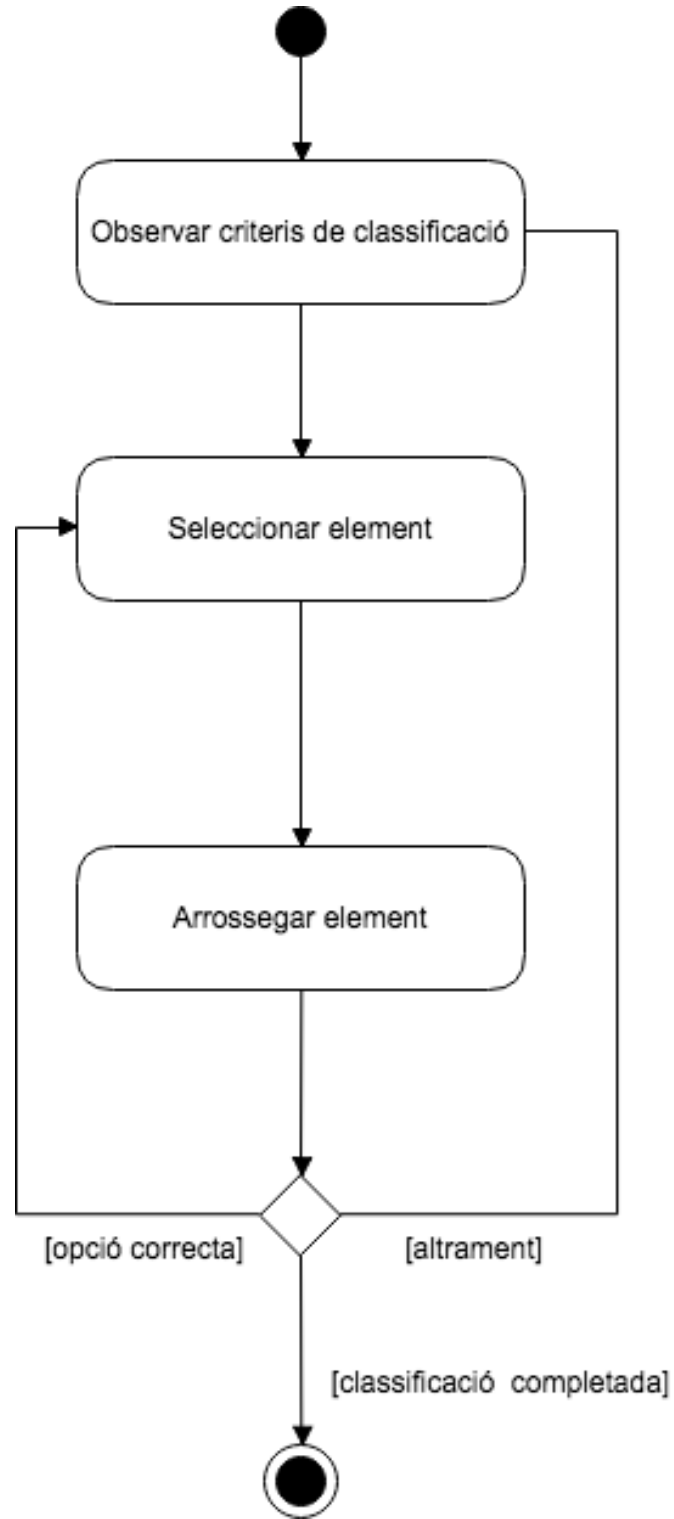 Observar criteris de classificació
Seleccionar element
Arrossegar element
[opció correcta]
[altrament]
[classificació completada]